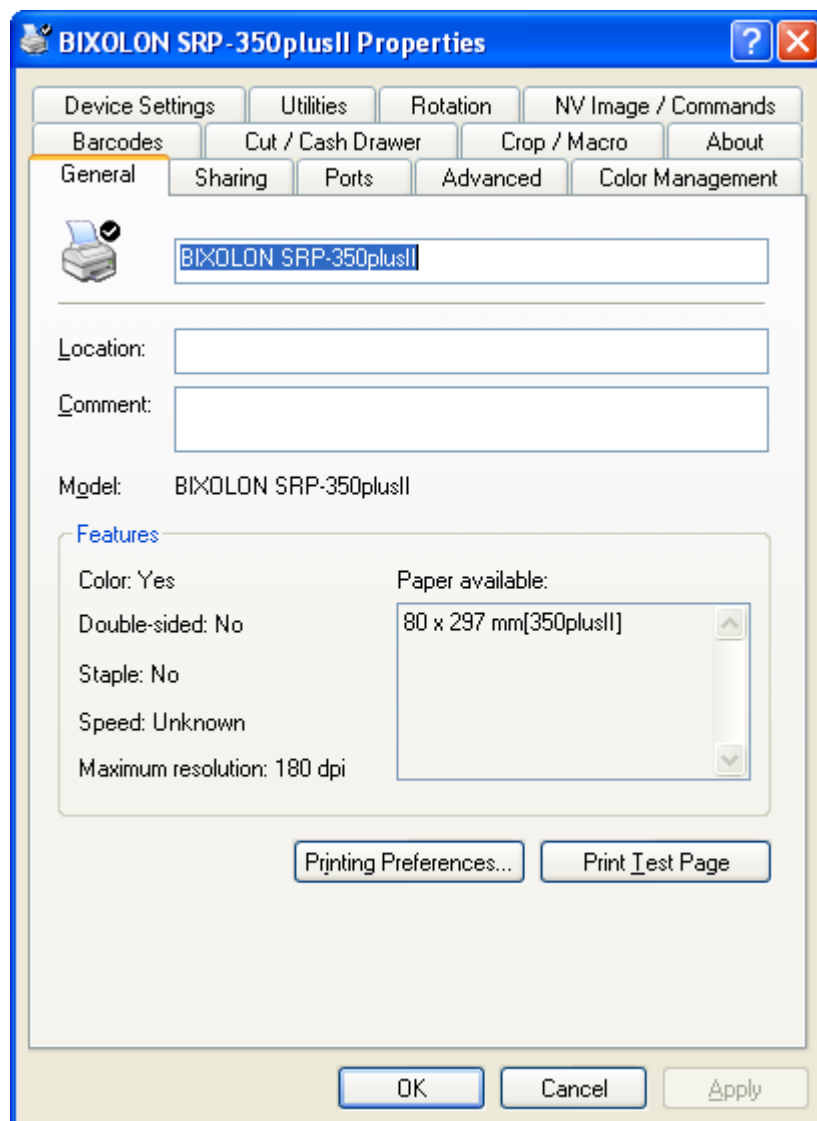 BIXOLON SRP-350plusII Properties
Device Settings Utilities Rotation NV Image / Commands
Barcodes Cut / Cash Drawer Crop / Macro About
General Sharing Ports Advanced Color Management
BIXOLON SRP-350plusII
Location:
Comment:
Model: BIXOLON SRP-350plusII
Features
Color: Yes Paper available:
Double-sided: No 80 x 297 mm[350plusII]
Staple: No
Speed: Unknown
Maximum resolution: 180 dpi
Printing Preferences... Print Test Page
OK Cancel Apply